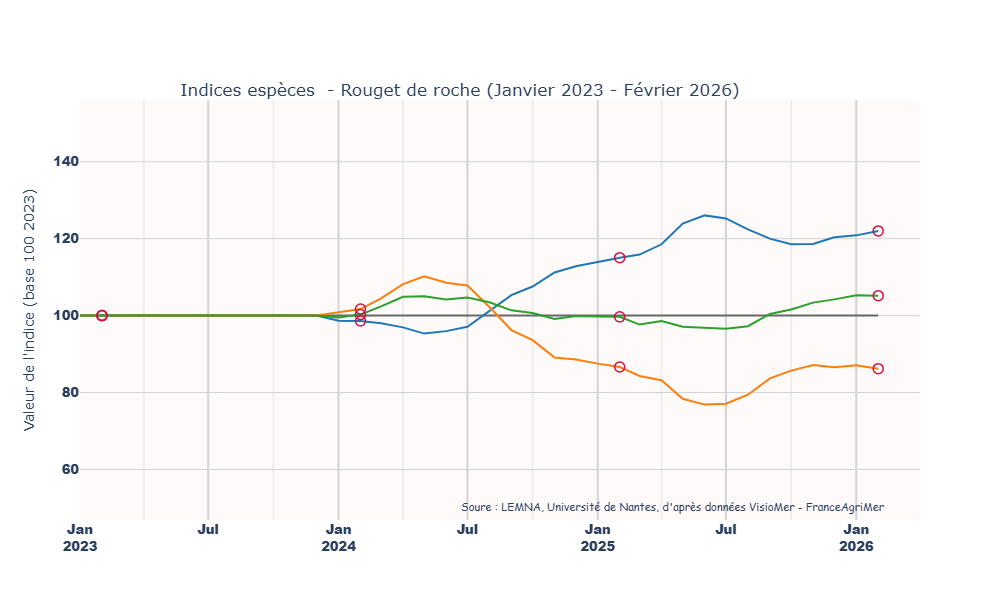 Indices espèces  - Rouget de roche (Janvier 2023 - Février 2026)
Valeur de l'Indice (base 100 2023)
140
120
100
80
60
Soure : LEMNA, Université de Nantes, d'après données VisioMer - FranceAgriMer
Jan Jul Jan Jul Jan Jul Jan
2023 2024 2025 2026